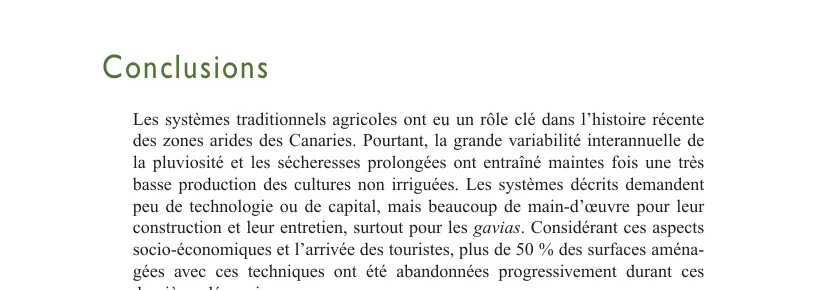 Conclusions
Les systèmes traditionnels agricoles ont eu un rôle clé dans l’histoire récente
des zones arides des Canaries. Pourtant, la grande variabilité interannuelle de
la pluviosité et les sécheresses prolongées ont entraîné maintes fois une très
basse production des cultures non irriguées. Les systèmes décrits demandent
peu de technologie ou de capital, mais beaucoup de main-d’œuvre pour leur
construction et leur entretien, surtout pour les gavias. Considérant ces aspects
socio-économiques et l’arrivée des touristes, plus de 50 % des surfaces aména-
gées avec ces techniques ont été abandonnées progressivement durant ces